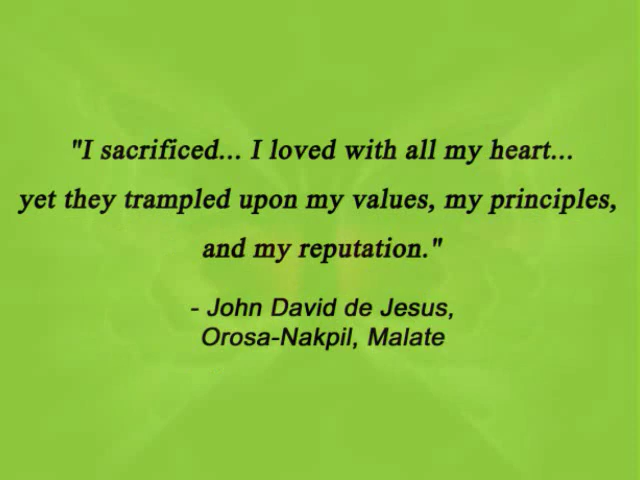 "I sacrificed... I loved with all my heart...
yet they trampled upon my values, my principles,
and my reputation."
- John David de Jesus,
Orosa-Nakpil, Malate